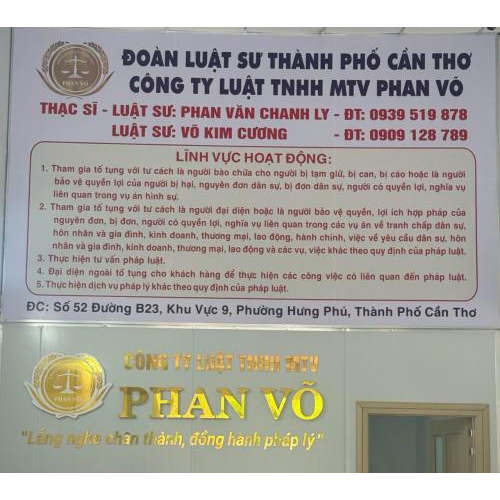 ĐOÀN LUẬT SƯ THÀNH PHỐ CẦN THƠ
CÔNG TY LUẬT TNHH MTV PHAN VÕ
PHAN VÕ
THẠC SĨ - LUẬT SƯ: PHAN VĂN CHANH LY - ĐT: 0939 519 878
LUẬT SƯ: VÕ KIM CƯƠNG - ĐT: 0909 128 789
LĨNH VỰC HOẠT ĐỘNG:
1. Tham gia tố tụng với tư cách là người bào chữa cho người bị tạm giữ, bị can, bị cáo hoặc là người
bảo vệ quyền lợi của người bị hại, nguyên đơn dân sự, bị đơn dân sự, người có quyền lợi, nghĩa vụ
liên quan trong vụ án hình sự.
2. Tham gia tố tụng với tư cách là người đại diện hoặc là người bảo vệ quyền, lợi ích hợp pháp của
nguyên đơn, bị đơn, người có quyền lợi, nghĩa vụ liên quan trong các vụ án về tranh chấp dân sự,
hôn nhân và gia đình, kinh doanh, thương mại, lao động, hành chính, việc về yêu cầu dân sự, hôn
nhân và gia đình, kinh doanh, thương mại, lao động và các vụ, việc khác theo quy định của pháp luật.
3. Thực hiện tư vấn pháp luật.
4. Đại diện ngoài tố tụng cho khách hàng để thực hiện các công việc có liên quan đến pháp luật.
5. Thực hiện dịch vụ pháp lý khác theo quy định của pháp luật.
ĐC: Số 52 Đường B23, Khu Vực 9, Phường Hưng Phú, Thành Phố Cần Thơ
CÔNG TY LUẬT TNHH MTV
PHAN VÕ
PHAN VÕ
"Lắng nghe chân thành, đồng hành pháp lý"